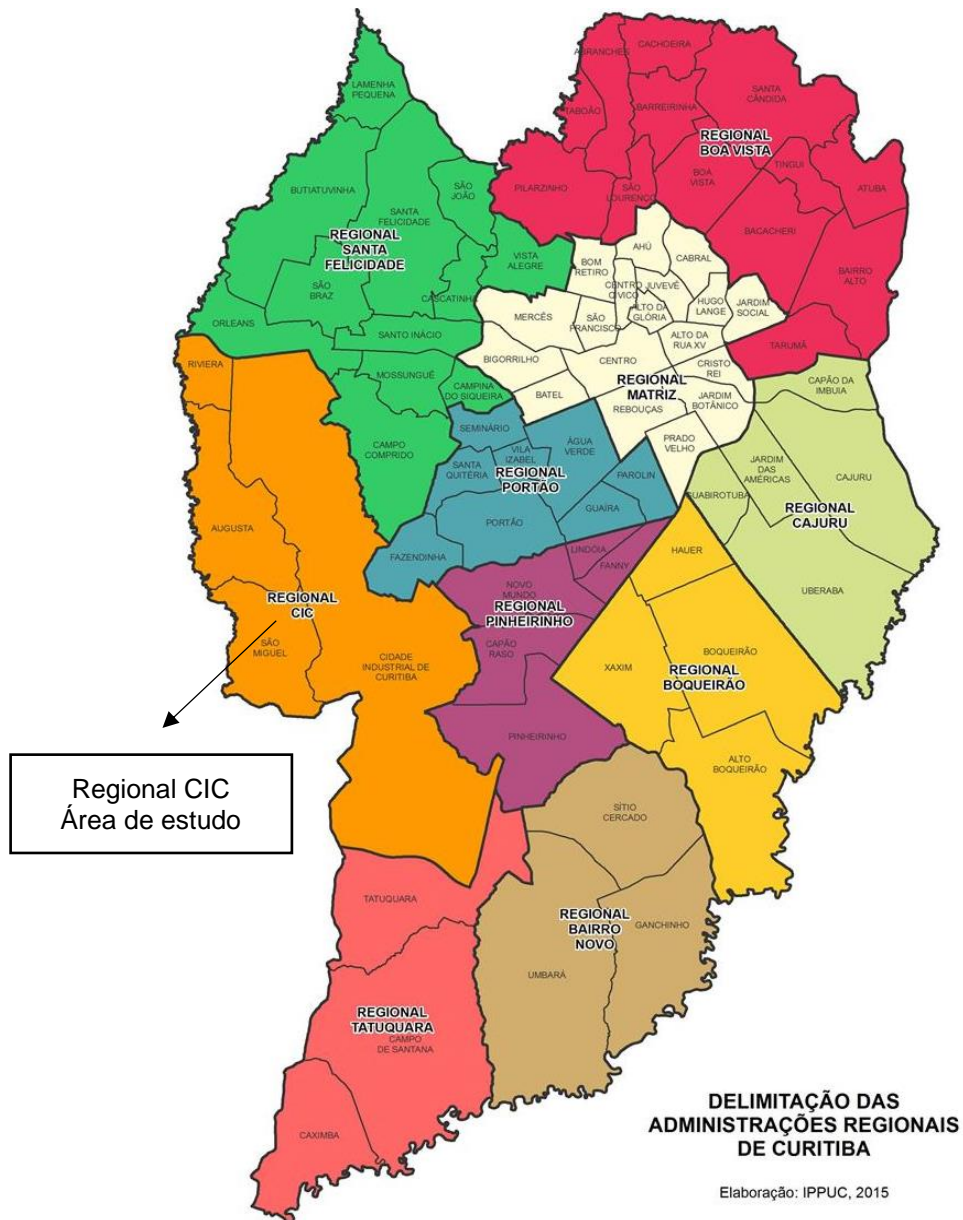 LAMENHA
PEQUENA
BUTIATUVINHA
SANTA
FELICIDADE
SÃO
JOÃO
REGIONAL
SANTA
FELICIDADE
SÃO
BRAZ
CASCATINHA
VISTA
ALEGRE
ORLEANS
SANTO INÁCIO
MOSSUNGUÊ
CAMPINA
DO SIQUEIRA
CAMPO
COMPRIDO
ABRANCHES
CACHOEIRA
SANTA
CÂNDIDA
TABOÃO
BARREIRINHA
REGIONAL
BOA VISTA
PILARZINHO
SÃO
LOURENÇO
BOA
VISTA
TINGUI
ATUBA
BACACHERI
BAIRRO
ALTO
TARUMÃ
BOM
RETIRO
AHÚ
CABRAL
CENTRO
CÍVICO
JUVEVÊ
HUGO
LANGE
JARDIM
SOCIAL
MERCÊS
SÃO
FRANCISCO
ALTO DA
GLÓRIA
ALTO DA
RUA XV
BIGORRILHO
CENTRO
CRISTO
REI
REGIONAL
MATRIZ
BATEL
REBOUÇAS
JARDIM
BOTÂNICO
PRADO
VELHO
SEMINÁRIO
VILA
IZABEL
ÁGUA
VERDE
SANTA
QUITÉRIA
REGIONAL
PORTÃO
PAROLIN
PORTÃO
GUAÍRA
FAZENDINHA
CAPÃO DA
IMBUIA
JARDIM
DAS
AMÉRICAS
CAJURU
GUABIROTUBA
REGIONAL
CAJURU
UBERABA
RIVIERA
AUGUSTA
REGIONAL
CIC
SÃO
MIGUEL
CIDADE
INDUSTRIAL DE
CURITIBA
LINDÓIA
FANNY
NOVO
MUNDO
REGIONAL
PINHEIRINHO
CAPÃO
RASO
PINHEIRINHO
HAUER
XAXIM
BOQUEIRÃO
REGIONAL
BOQUEIRÃO
ALTO
BOQUEIRÃO
Regional CIC
Área de estudo
SÍTIO
CERCADO
REGIONAL
BAIRRO
NOVO
GANCHINHO
UMBARÁ
TATUQUARA
REGIONAL
TATUQUARA
CAMPO
DE SANTANA
CAXIMBA
DELIMITAÇÃO DAS
ADMINISTRAÇÕES REGIONAIS
DE CURITIBA
Elaboração: IPPUC, 2015